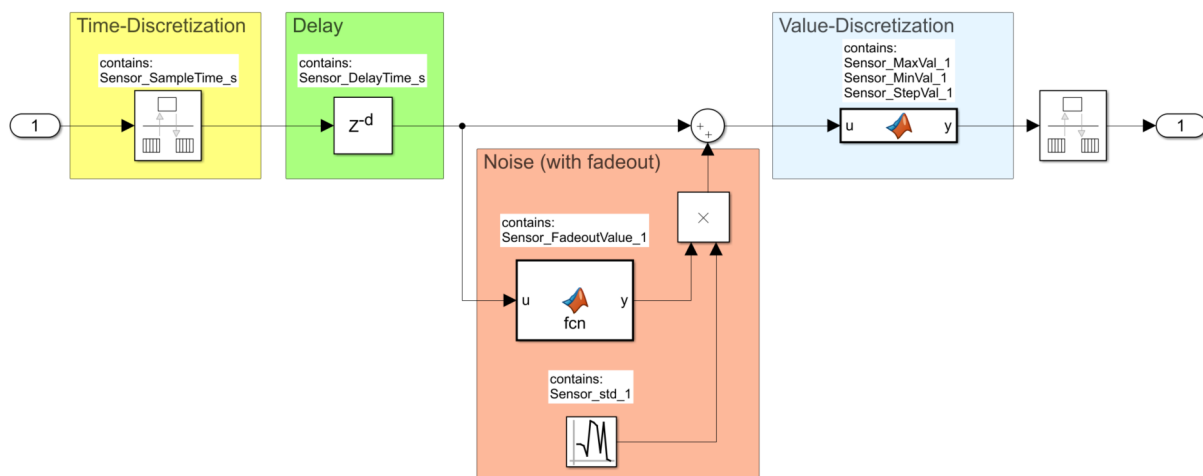 Time-Discretization
contains:
Sensor_SampleTime_s
Delay
contains:
Sensor_DelayTime_s
Value-Discretization
contains:
Sensor_MaxVal_1
Sensor_MinVal_1
Sensor_StepVal_1
1
z-d
+
+
u
y
1
Noise (with fadeout)
contains:
Sensor_FadeoutValue_1
×
u
y
fcn
contains:
Sensor_std_1